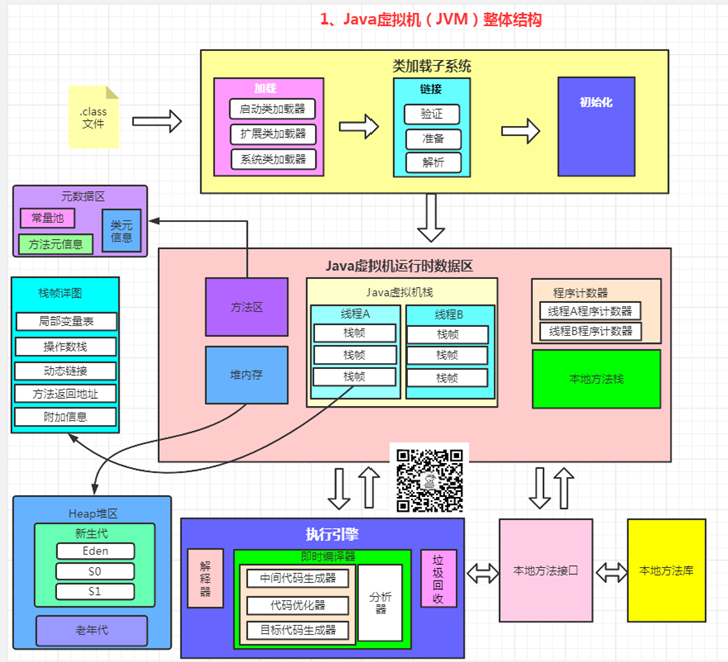 1、Java虚拟机（JVM）整体结构
类加载子系统
.class
文件
加载
启动类加载器
扩展类加载器
系统类加载器
链接
验证
准备
解析
初始化
元数据区
常量池
方法元信息
类元
信息
Java虚拟机运行时数据区
方法区
堆内存
Java虚拟机栈
线程A
栈帧
栈帧
栈帧
线程B
栈帧
栈帧
栈帧
程序计数器
线程A程序计数器
线程B程序计数器
本地方法栈
栈帧详图
局部变量表
操作数栈
动态链接
方法返回地址
附加信息
Heap堆区
新生代
Eden
S0
S1
老年代
执行引擎
解
释
器
即时编译器
中间代码生成器
代码优化器
目标代码生成器
分析
器
垃
圾
回
收
本地方法接口
本地方法库